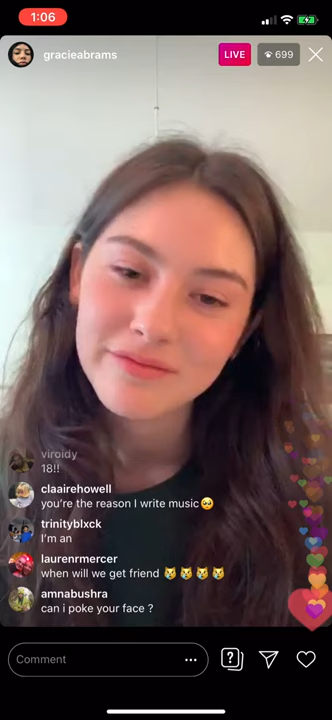 1:06
gracieabrams
LIVE
699
viroidy
18!!
claairehowell
you're the reason I write music🥺
trinityblxck
I'm an
laurenrmercer
when will we get friend 😿 😿 😿 😿
amnabushra
can i poke your face ?
Comment